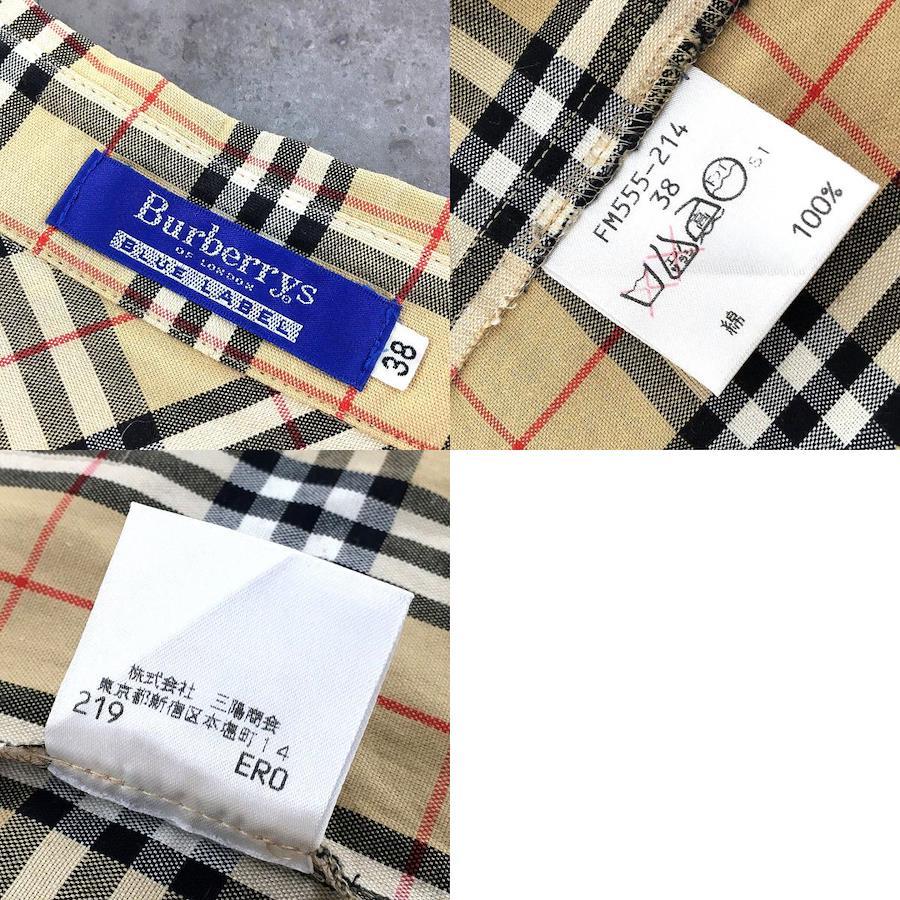 Burberrys
OF LONDON
BLUE LABEL
38
FM555-214
38
綿 100%
株式会社 三陽商会
東京都新宿区本塩町14
219
ERO